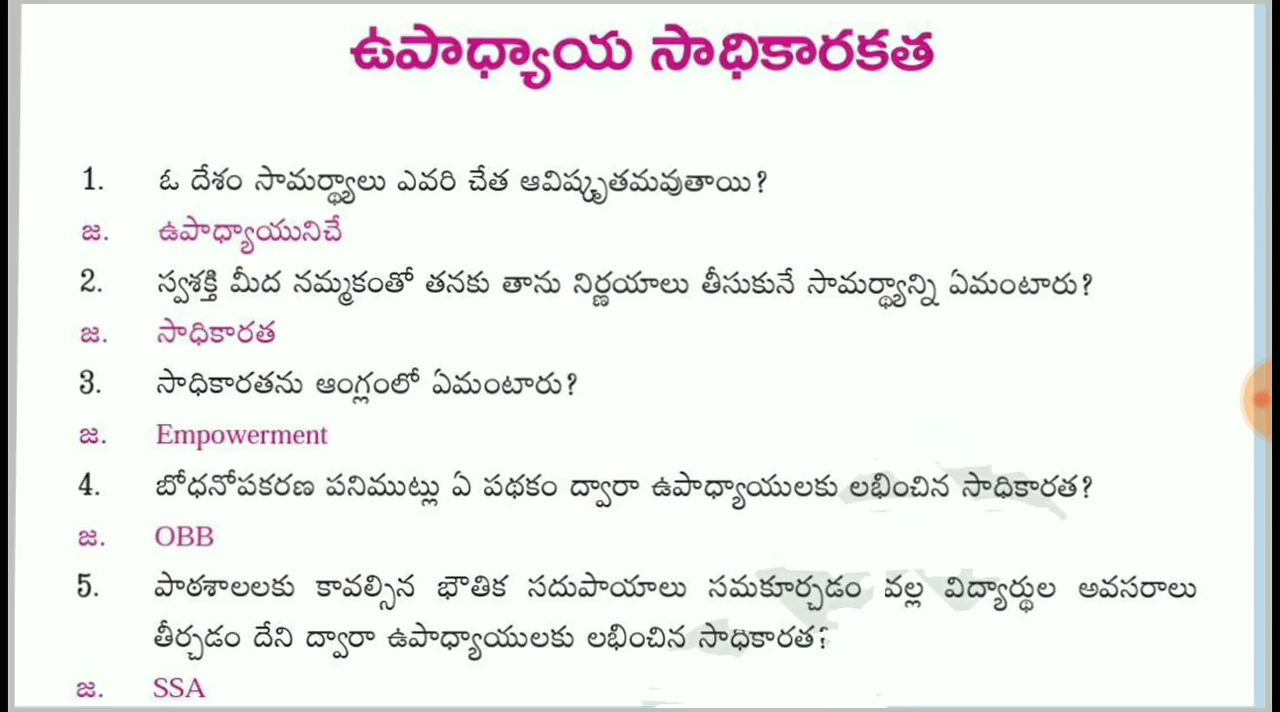 ఉపాధ్యాయ సాధికారకత
1. ఓ దేశం సామర్థ్యాలు ఎవరి చేత ఆవిష్కృతమవుతాయి?
జ. ఉపాధ్యాయునిచే
2. స్వశక్తి మీద నమ్మకంతో తనకు తాను నిర్ణయాలు తీసుకునే సామర్థ్యాన్ని ఏమంటారు?
జ. సాధికారత
3. సాధికారతను ఆంగ్లంలో ఏమంటారు?
జ. Empowerment
4. బోధనోపకరణ పనిముట్లు ఏ పథకం ద్వారా ఉపాధ్యాయులకు లభించిన సాధికారత?
జ. OBB
5. పాఠశాలలకు కావల్సిన భౌతిక సదుపాయాలు సమకూర్చడం వల్ల విద్యార్థుల అవసరాలు
తీర్చడం దేని ద్వారా ఉపాధ్యాయులకు లభించిన సాధికారత?
జ. SSA